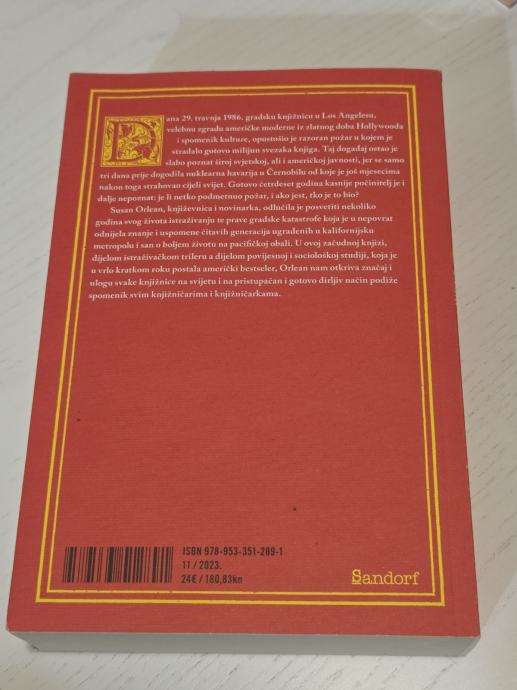 Dana 29. travnja 1986. gradsku knjižnicu u Los Angelesu,
velebnu zgradu američke moderne iz zlatnog doba Hollywooda
i spomenik kulture, opustošio je razoran požar u kojem je
stradalo gotovo milijun svezaka knjiga. Taj događaj ostao je
slabo poznat široj svjetskoj, ali i američkoj javnosti, jer se samo
tri dana prije dogodila nuklearna havarija u Černobilu od koje je još mjesecima
nakon toga strahovao cijeli svijet. Gotovo četrdeset godina kasnije počinitelj je i
dalje nepoznat: je li netko podmetnuo požar, i ako jest, tko je to bio?
Susan Orlean, književnica i novinarka, odlučila je posvetiti nekoliko
godina svog života istraživanju te prave gradske katastrofe koja je u nepovrat
odnijela znanje i uspomene čitavih generacija ugrađenih u kalifornijsku
metropolu i san o boljem životu na pacifičkoj obali. U ovoj začudnoj knjizi,
dijelom istraživačkom trileru a dijelom povijesnoj i sociološkoj studiji, koja je
u vrlo kratkom roku postala američki bestseler, Orlean nam otkriva značaj i
ulogu svake knjižnice na svijetu i na pristupačan i gotovo dirljiv način podiže
spomenik svim knjižničarima i knjižničarkama.
ISBN 978-953-351-289-1
11 / 2023.
24€ / 180,83kn
Sandorf